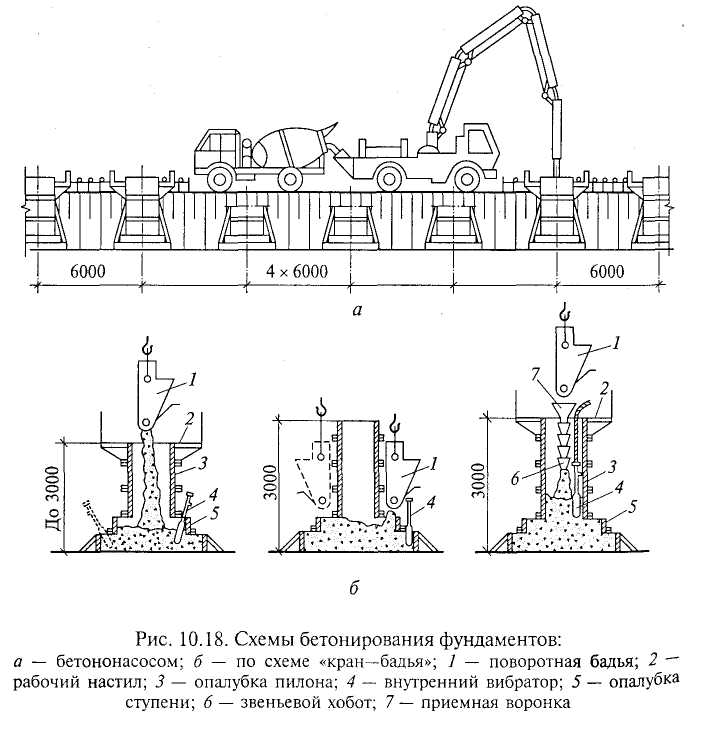 6000
4 × 6000
6000
а
1
2
3
4
5
До 3000
1
4
3000
1
7
2
6
3
4
5
3000
б
Рис. 10.18. Схемы бетонирования фундаментов:
а — бетононасосом; б — по схеме «кран—бадья»; 1 — поворотная бадья; 2 —
рабочий настил; 3 — опалубка пилона; 4 — внутренний вибратор; 5 — опалубка
ступени; 6 — звеньевой хобот; 7 — приемная воронка